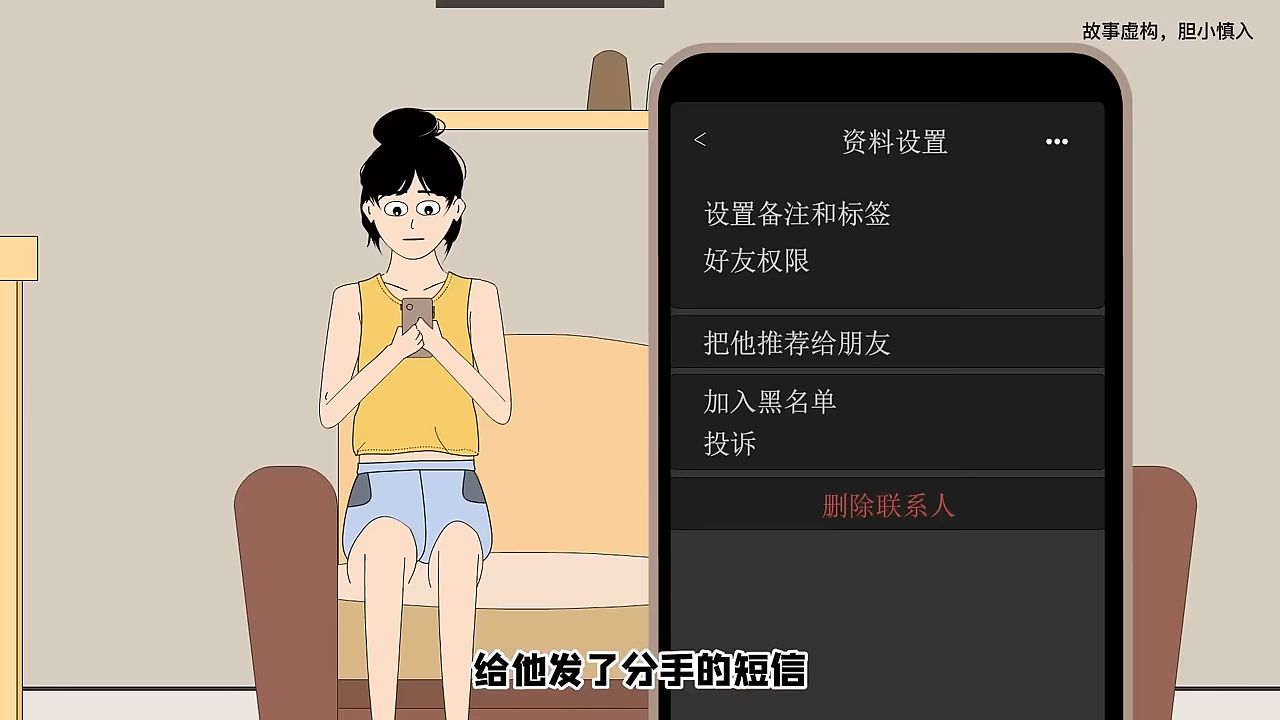 故事虚构，胆小慎入
<
资料设置
•••
设置备注和标签
好友权限
把他推荐给朋友
加入黑名单
投诉
删除联系人
给他发了分手的短信